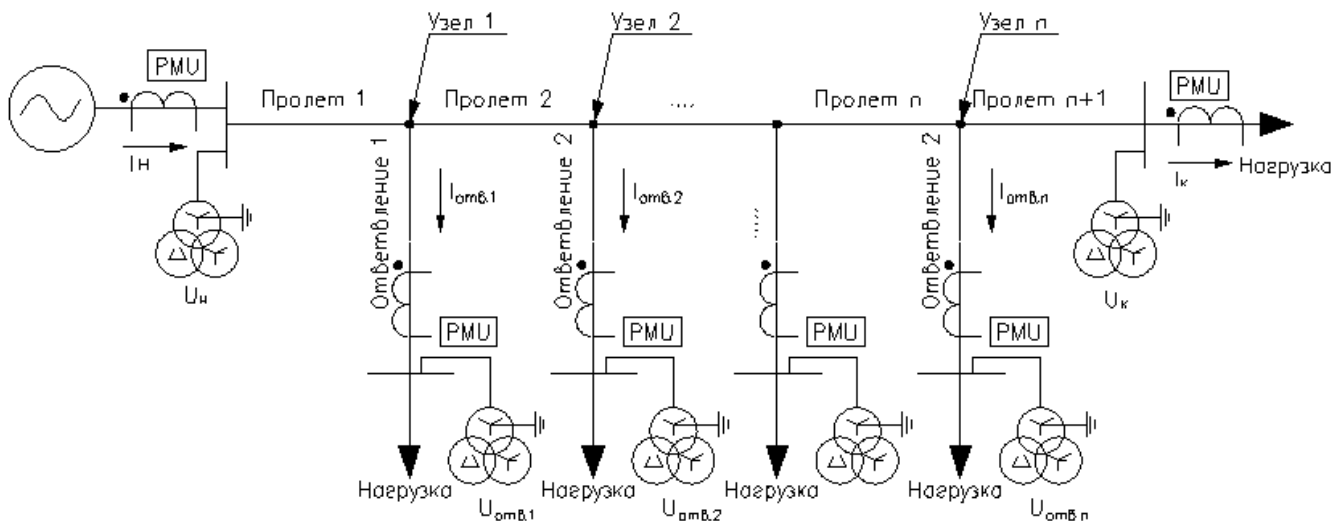 Узел 1
Узел 2
Узел n
PMU
PMU
Пролет 1
Пролет 2
....
Пролет n
Пролет n+1
Iн
Iк
Нагрузка
Ответвление 1
Ответвление 2
Ответвление 2
Iотв.1
Iотв.2
Iотв.n
......
Uн
Uк
PMU
PMU
PMU
PMU
Нагрузка
Нагрузка
Нагрузка
Нагрузка
Uотв.1
Uотв.2
Uотв.n